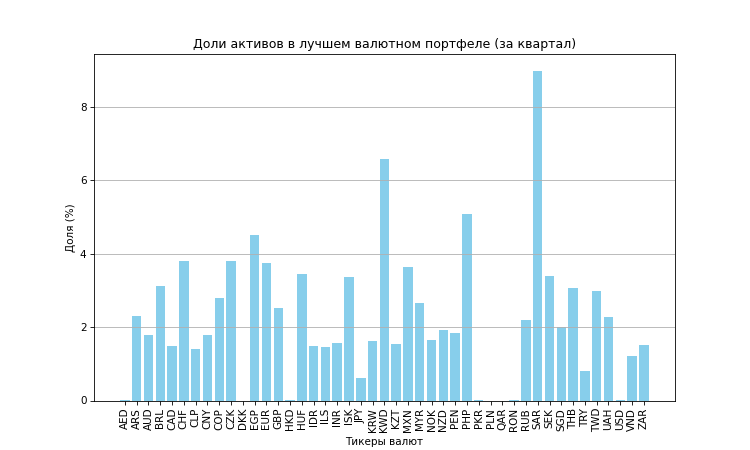 Доли активов в лучшем валютном портфеле (за квартал)
Доля (%)
8
6
4
2
0
AED ARS AUD BRL CAD CHF CLP CNY COP CZK DKK EGP EUR GBP HKD HUF IDR ILS INR ISK JPY KRW KWD KZT MXN MYR NOK NZD PEN PHP PKR PLN QAR RON RUB SAR SEK SGD THB TRY TWD UAH USD VND ZAR
Тикеры валют